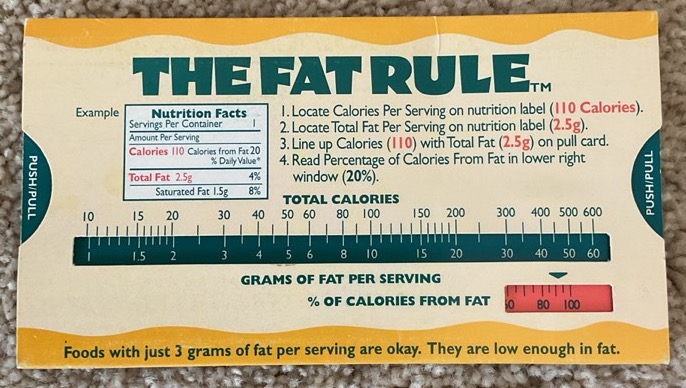 THE FAT RULE™
Example
Nutrition Facts
Servings Per Container 1
Amount Per Serving
Calories 110 Calories from Fat 20
% Daily Value*
Total Fat 2.5g 4%
Saturated Fat 1.5g 8%
1. Locate Calories Per Serving on nutrition label (110 Calories).
2. Locate Total Fat Per Serving on nutrition label (2.5g).
3. Line up Calories (110) with Total Fat (2.5g) on pull card.
4. Read Percentage of Calories From Fat in lower right
window (20%).
PUSH/PULL
PUSH/PULL
TOTAL CALORIES
10 15 20 30 40 50 60 80 100 150 200 300 400 500 600
1 1.5 2 3 4 5 6 8 10 15 20 30 40 50 60
GRAMS OF FAT PER SERVING
% OF CALORIES FROM FAT
80 100
Foods with just 3 grams of fat per serving are okay. They are low enough in fat.